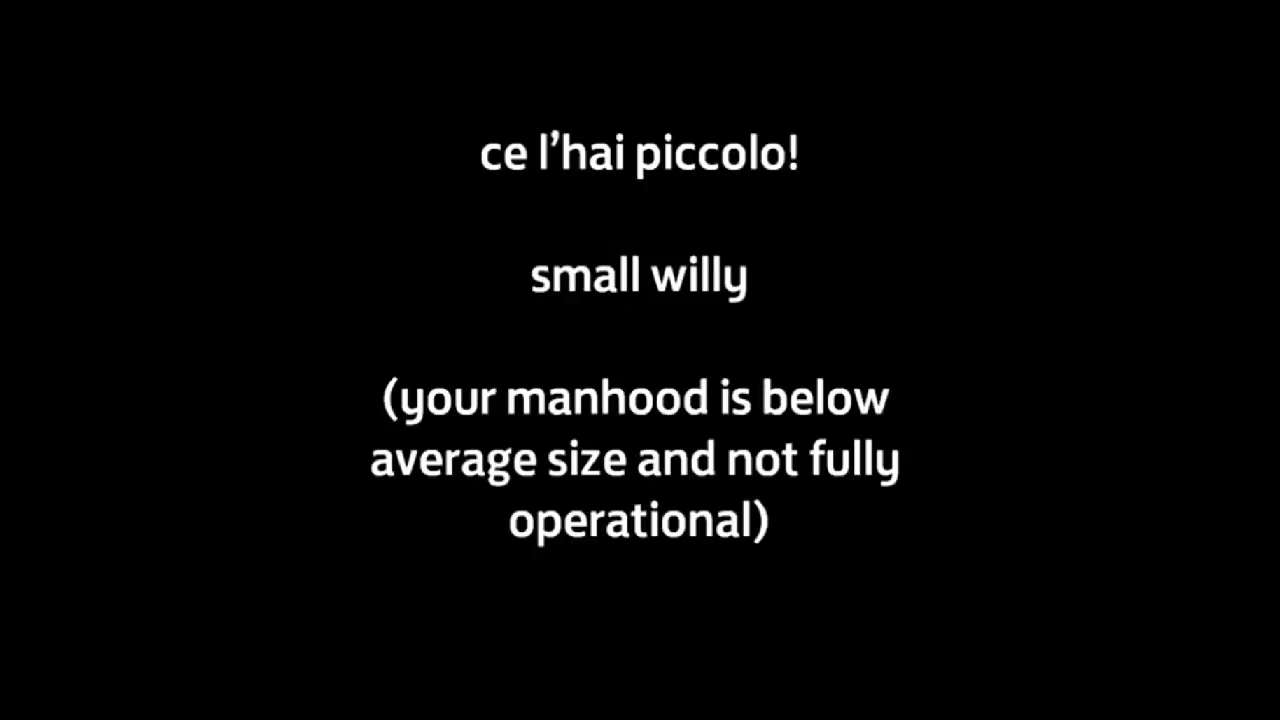 ce l’hai piccolo!
small willy
(your manhood is below
average size and not fully
operational)